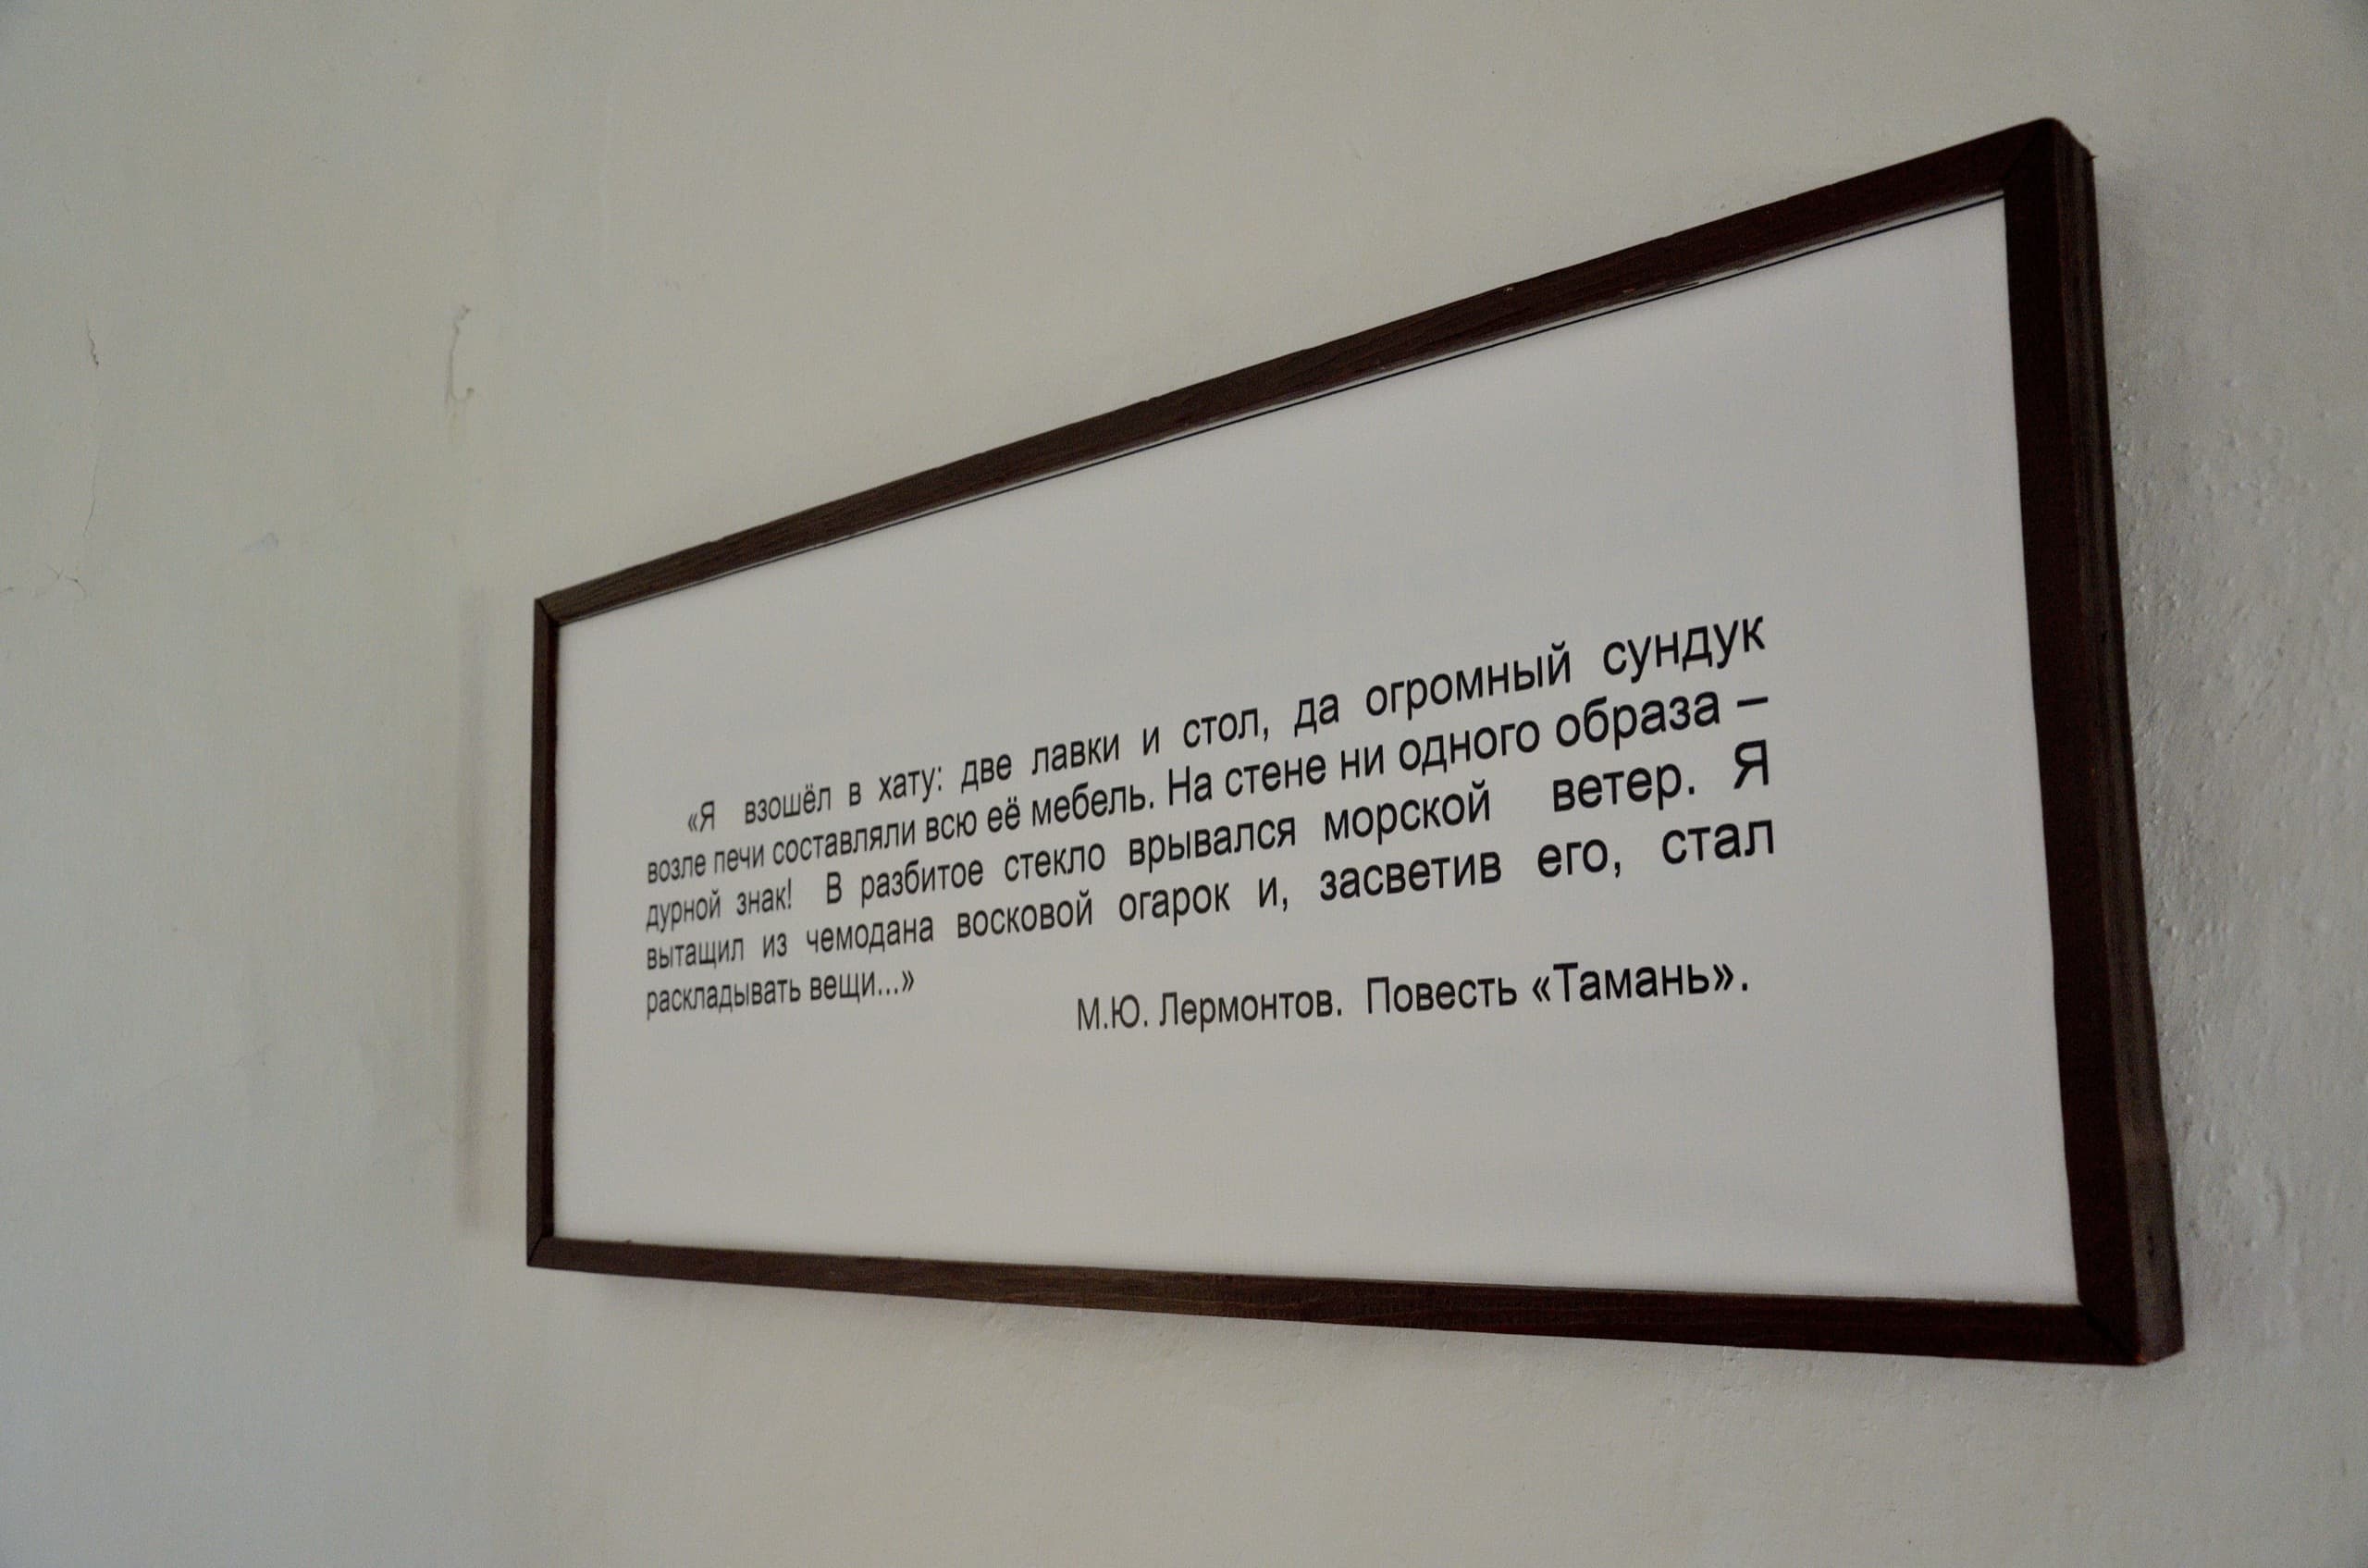 «Я взошёл в хату: две лавки и стол, да огромный сундук
возле печи составляли всю её мебель. На стене ни одного образа –
дурной знак! В разбитое стекло врывался морской ветер. Я
вытащил из чемодана восковой огарок и, засветив его, стал
раскладывать вещи...»
М.Ю. Лермонтов. Повесть «Тамань».